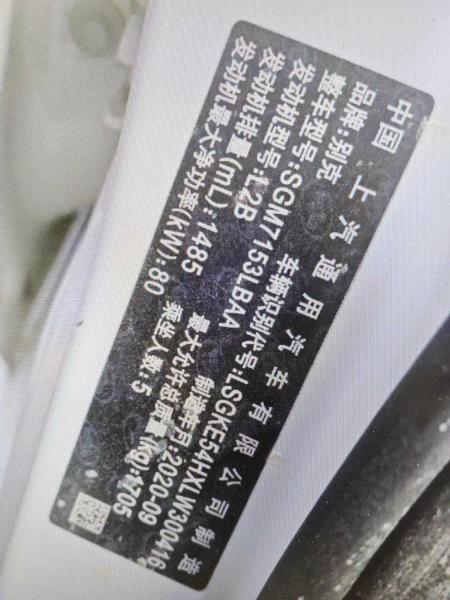 中国 上汽通用汽车有限公司制造
品牌:别克
整车型号:SGM7153LBAA 车辆识别代号:LSGKE54HXLW300416
发动机型号:L2B 制造年月:2020-09
发动机排量(mL):1485 最大允许总质量(kg):1705
发动机最大净功率(kW):80 乘坐人数:5